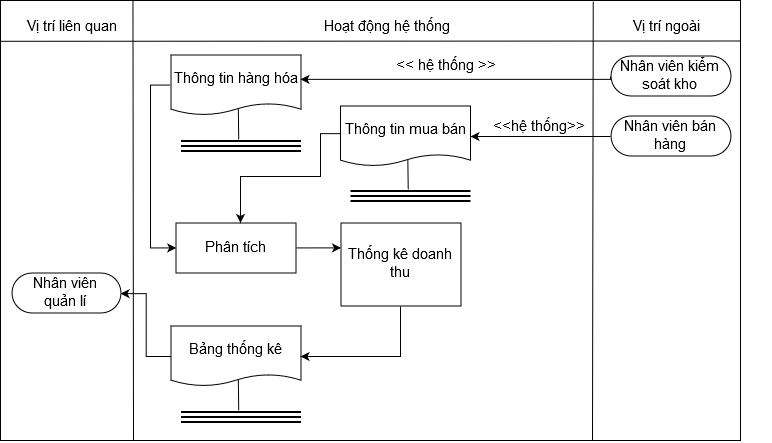 Vị trí liên quan
Hoạt động hệ thống
Vị trí ngoài
Thông tin hàng hóa
<< hệ thống >>
Nhân viên kiểm
soát kho
Thông tin mua bán
<<hệ thống>>
Nhân viên bán
hàng
Phân tích
Thống kê doanh
thu
Nhân viên
quản lí
Bảng thống kê